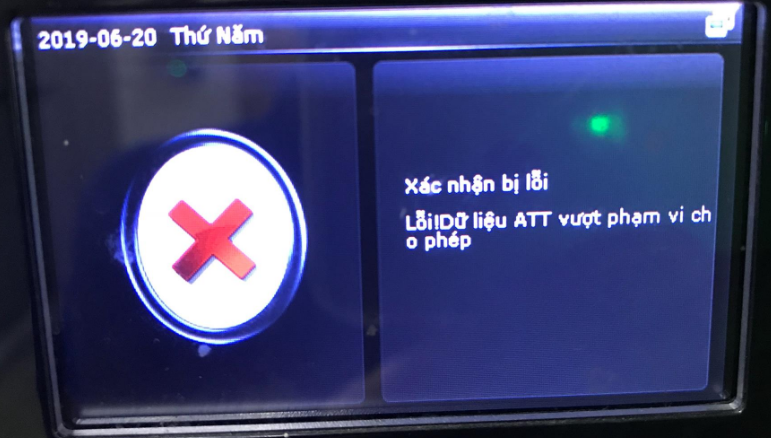 2019-06-20 Thứ Năm
Xác nhận bị lỗi
Lỗi!Dữ liệu ATT vượt phạm vi ch
o phép